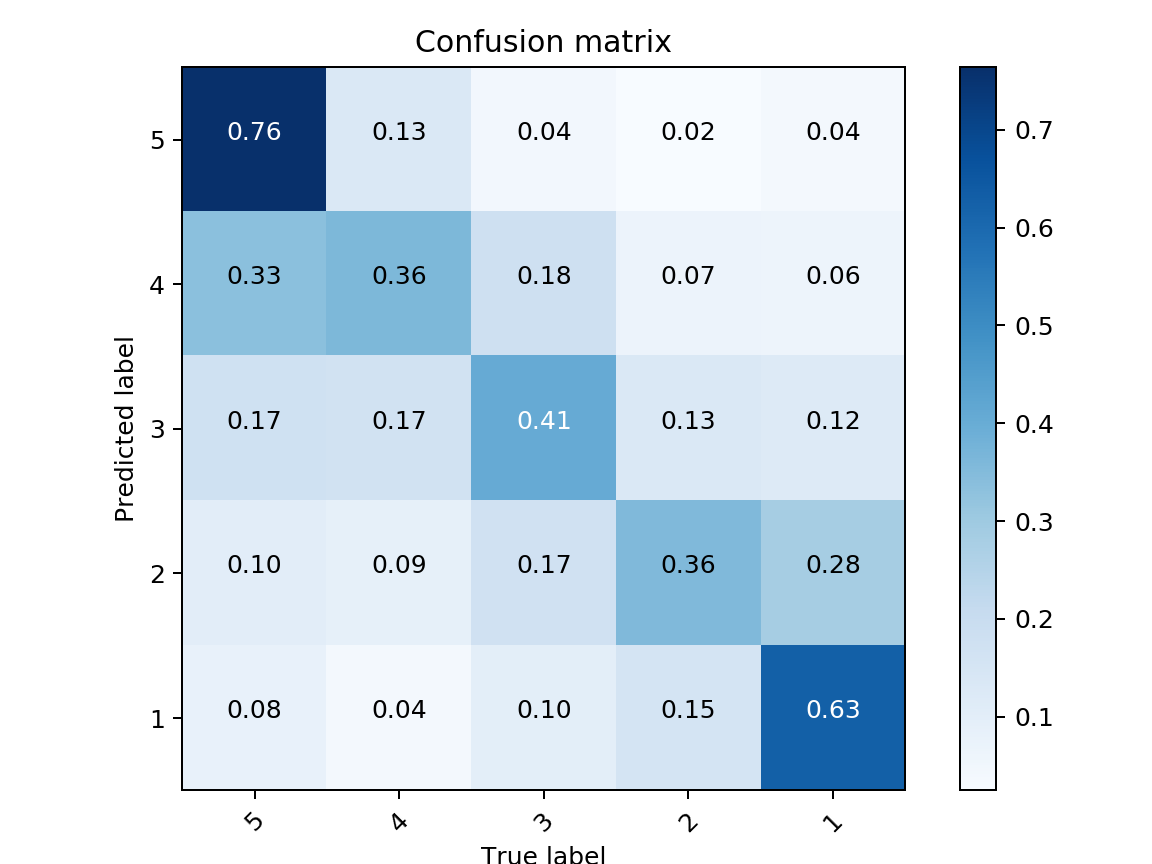 Confusion matrix
5 0.76 0.13 0.04 0.02 0.04
4 0.33 0.36 0.18 0.07 0.06
3 0.17 0.17 0.41 0.13 0.12
2 0.10 0.09 0.17 0.36 0.28
1 0.08 0.04 0.10 0.15 0.63
5 4 3 2 1
Predicted label
True label
0.7
0.6
0.5
0.4
0.3
0.2
0.1